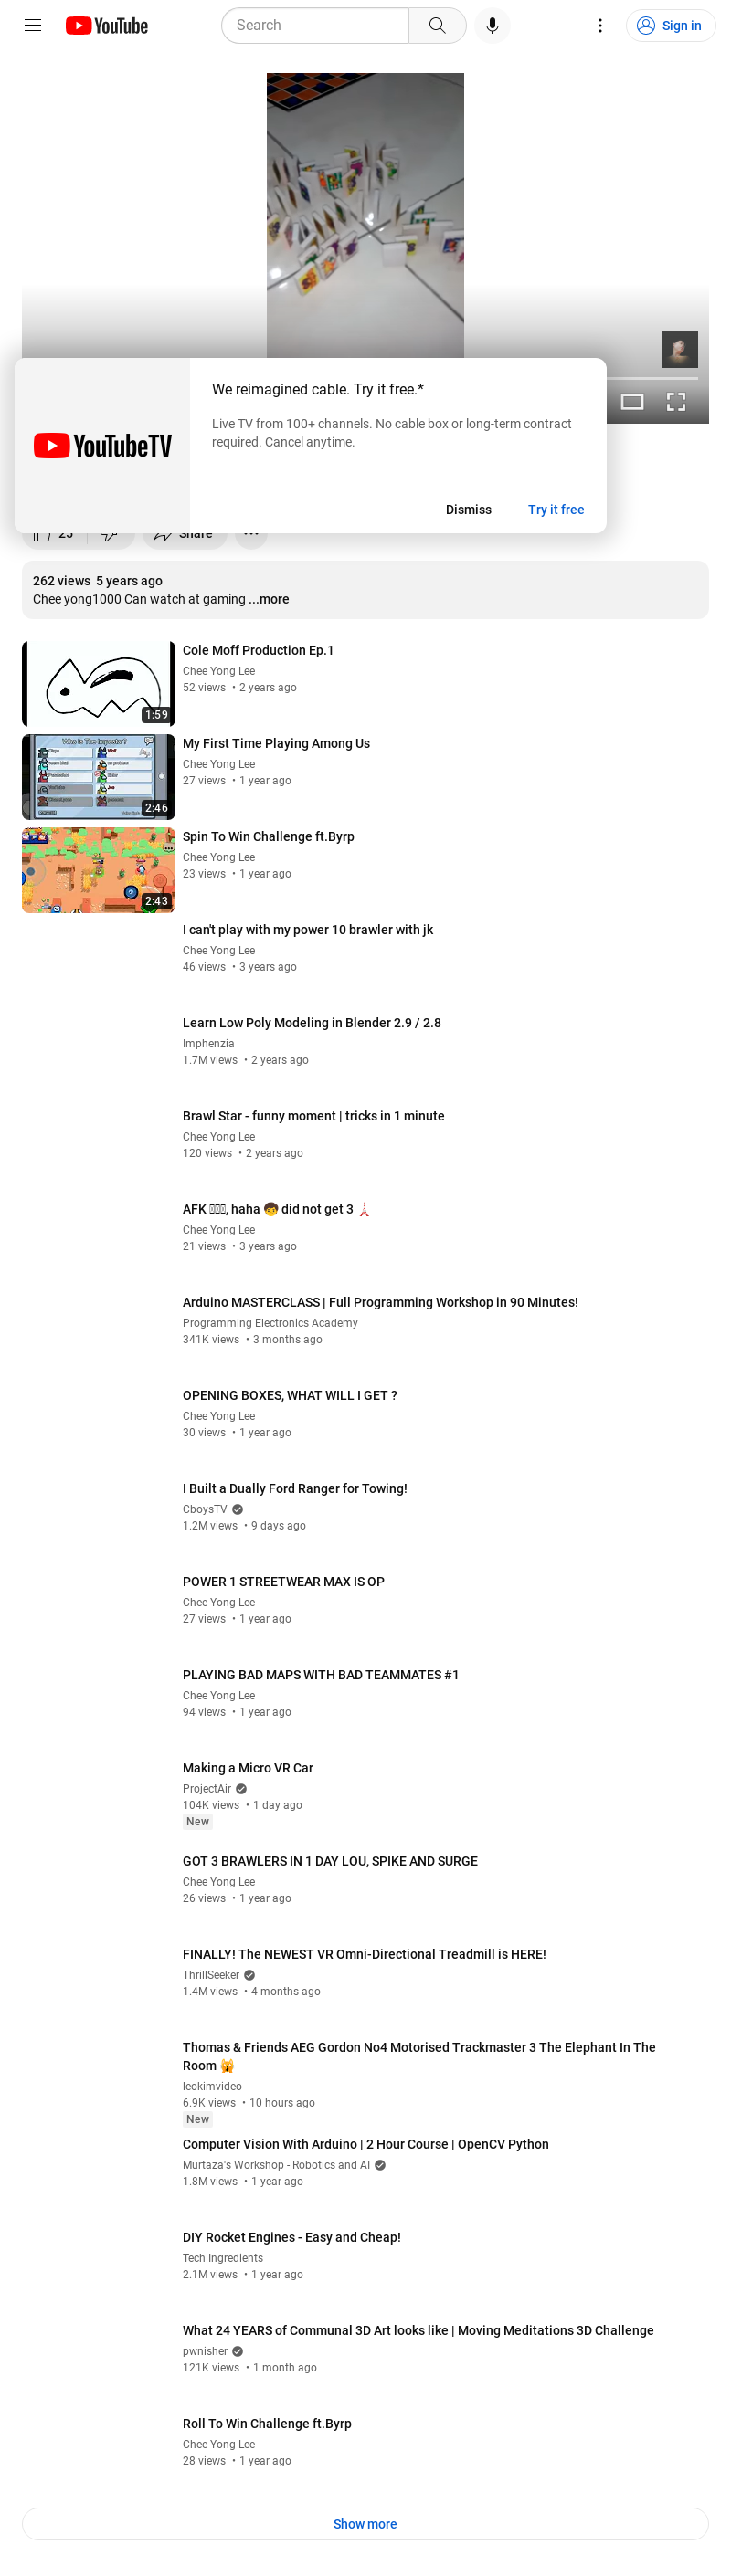 YouTube
Search
Sign in
We reimagined cable. Try it free.*
Live TV from 100+ channels. No cable box or long-term contract
required. Cancel anytime.
YouTubeTV
Dismiss
Try it free
25
Share
262 views 5 years ago
Chee yong1000 Can watch at gaming ...more
Cole Moff Production Ep.1
Chee Yong Lee
52 views • 2 years ago
1:59
My First Time Playing Among Us
Chee Yong Lee
27 views • 1 year ago
Who Is The Impostor?
2:46
Spin To Win Challenge ft.Byrp
Chee Yong Lee
23 views • 1 year ago
2:43
I can't play with my power 10 brawler with jk
Chee Yong Lee
46 views • 3 years ago
Learn Low Poly Modeling in Blender 2.9 / 2.8
Imphenzia
1.7M views • 2 years ago
Brawl Star - funny moment | tricks in 1 minute
Chee Yong Lee
120 views • 2 years ago
AFK , haha 🧒 did not get 3 🗼
Chee Yong Lee
21 views • 3 years ago
Arduino MASTERCLASS | Full Programming Workshop in 90 Minutes!
Programming Electronics Academy
341K views • 3 months ago
OPENING BOXES, WHAT WILL I GET ?
Chee Yong Lee
30 views • 1 year ago
I Built a Dually Ford Ranger for Towing!
CboysTV
1.2M views • 9 days ago
POWER 1 STREETWEAR MAX IS OP
Chee Yong Lee
27 views • 1 year ago
PLAYING BAD MAPS WITH BAD TEAMMATES #1
Chee Yong Lee
94 views • 1 year ago
Making a Micro VR Car
ProjectAir
104K views • 1 day ago
New
GOT 3 BRAWLERS IN 1 DAY LOU, SPIKE AND SURGE
Chee Yong Lee
26 views • 1 year ago
FINALLY! The NEWEST VR Omni-Directional Treadmill is HERE!
ThrillSeeker
1.4M views • 4 months ago
Thomas & Friends AEG Gordon No4 Motorised Trackmaster 3 The Elephant In The
Room 🙀
leokimvideo
6.9K views • 10 hours ago
New
Computer Vision With Arduino | 2 Hour Course | OpenCV Python
Murtaza's Workshop - Robotics and AI
1.8M views • 1 year ago
DIY Rocket Engines - Easy and Cheap!
Tech Ingredients
2.1M views • 1 year ago
What 24 YEARS of Communal 3D Art looks like | Moving Meditations 3D Challenge
pwnisher
121K views • 1 month ago
Roll To Win Challenge ft.Byrp
Chee Yong Lee
28 views • 1 year ago
Show more